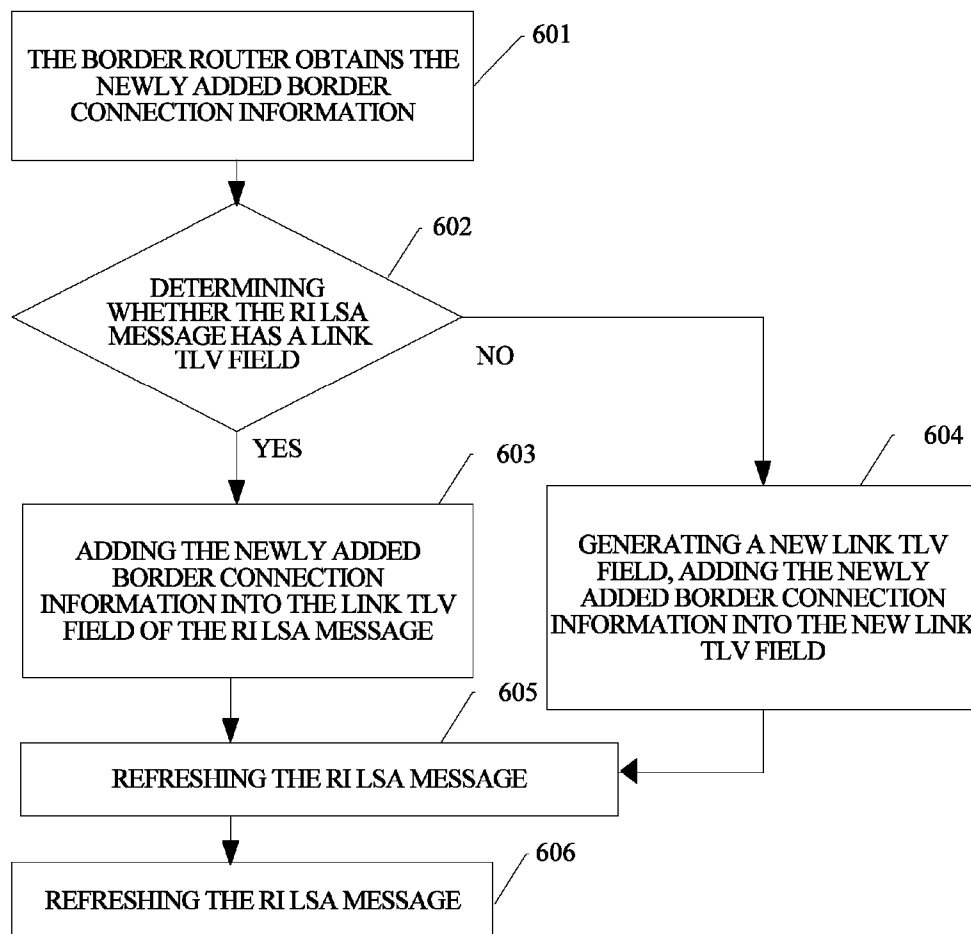 601
THE BORDER ROUTER OBTAINS THE
NEWLY ADDED BORDER
CONNECTION INFORMATION
602
DETERMINING
WHETHER THE RI LSA
MESSAGE HAS A LINK
TLV FIELD
NO
YES
603
604
ADDING THE NEWLY ADDED
BORDER CONNECTION
INFORMATION INTO THE LINK TLV
FIELD OF THE RI LSA MESSAGE
GENERATING A NEW LINK TLV
FIELD, ADDING THE NEWLY
ADDED BORDER CONNECTION
INFORMATION INTO THE NEW LINK
TLV FIELD
605
REFRESHING THE RI LSA MESSAGE
606
REFRESHING THE RI LSA MESSAGE